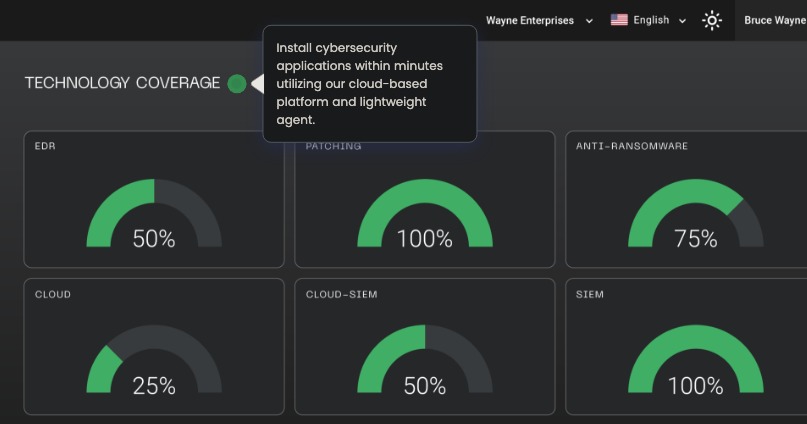 Wayne Enterprises
English
Bruce Wayne
Install cybersecurity
applications within minutes
utilizing our cloud-based
platform and lightweight
agent.
TECHNOLOGY COVERAGE
EDR
PATCHING
ANTI-RANSOMWARE
50%
100%
75%
CLOUD
CLOUD-SIEM
SIEM
25%
50%
100%